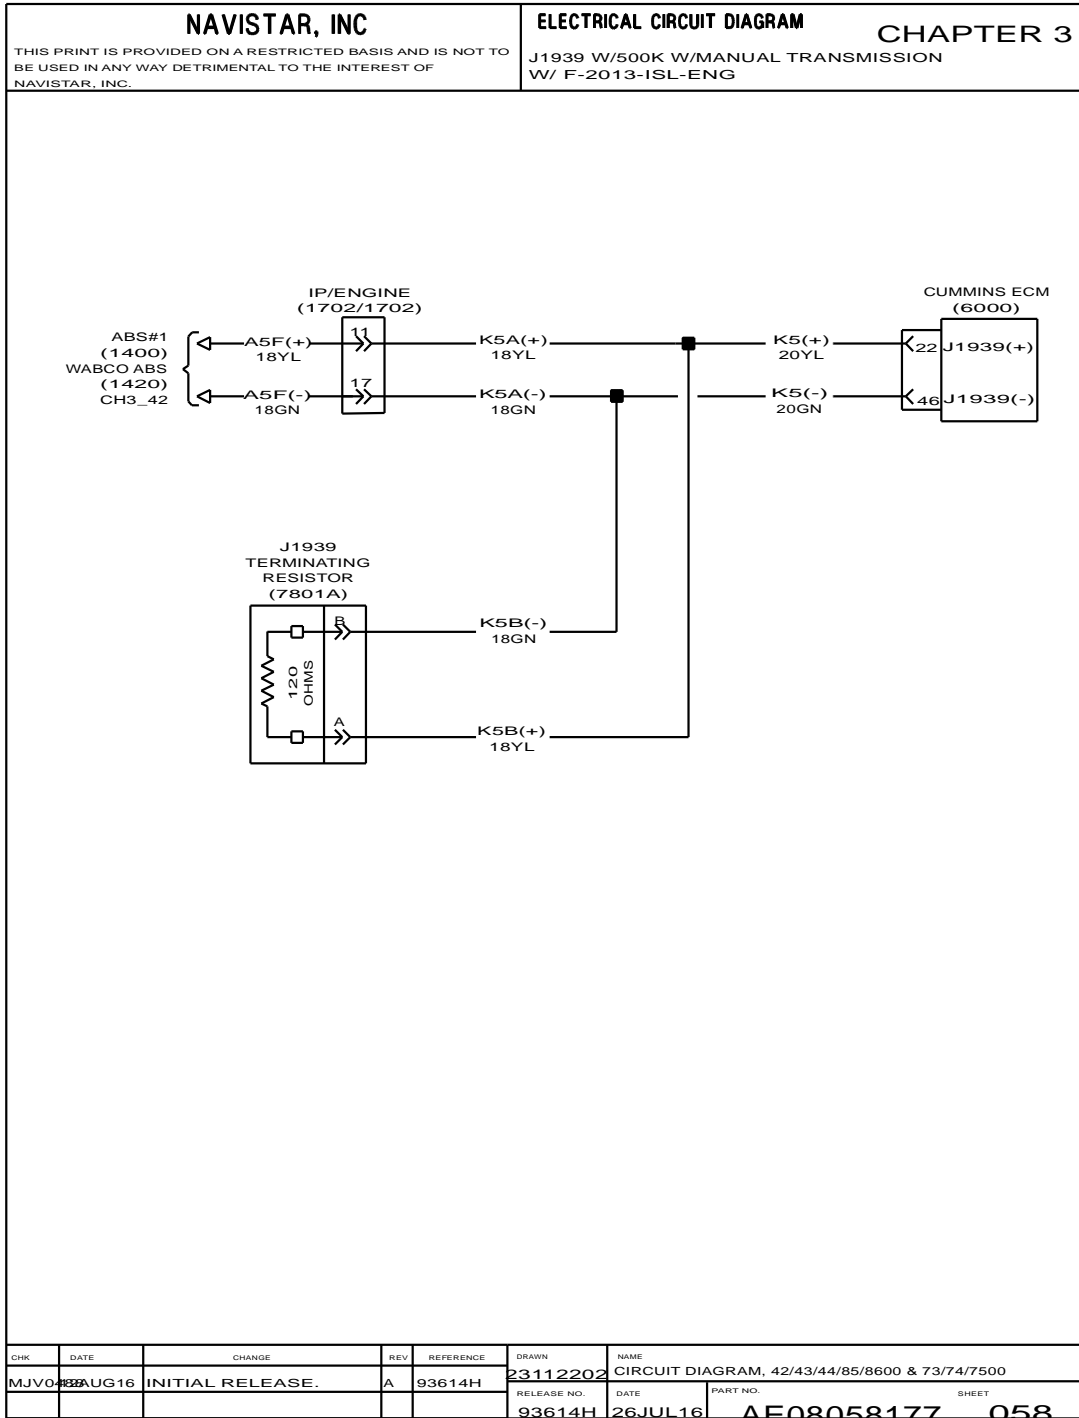 NAVISTAR, INC
THIS PRINT IS PROVIDED ON A RESTRICTED BASIS AND IS NOT TO
BE USED IN ANY WAY DETRIMENTAL TO THE INTEREST OF
NAVISTAR, INC.
ELECTRICAL CIRCUIT DIAGRAM
CHAPTER 3
J1939 W/500K W/MANUAL TRANSMISSION
W/ F-2013-ISL-ENG
IP/ENGINE
(1702/1702)
CUMMINS ECM
(6000)
ABS#1
(1400)
WABCO ABS
(1420)
CH3_42
A5F(+)
18YL
11
K5A(+)
18YL
K5(+)
20YL
22
J1939(+)
A5F(-)
18GN
17
K5A(-)
18GN
K5(-)
20GN
46
J1939(-)
J1939
TERMINATING
RESISTOR
(7801A)
B
K5B(-)
18GN
120
OHMS
A
K5B(+)
18YL
CHK DATE CHANGE REV REFERENCE
INITIAL RELEASE. A 93614H
DRAWN
23112202
NAME
CIRCUIT DIAGRAM, 42/43/44/85/8600 & 73/74/7500
RELEASE NO.
93614H
DATE
26JUL16
PART NO.
AE08058177
SHEET
058